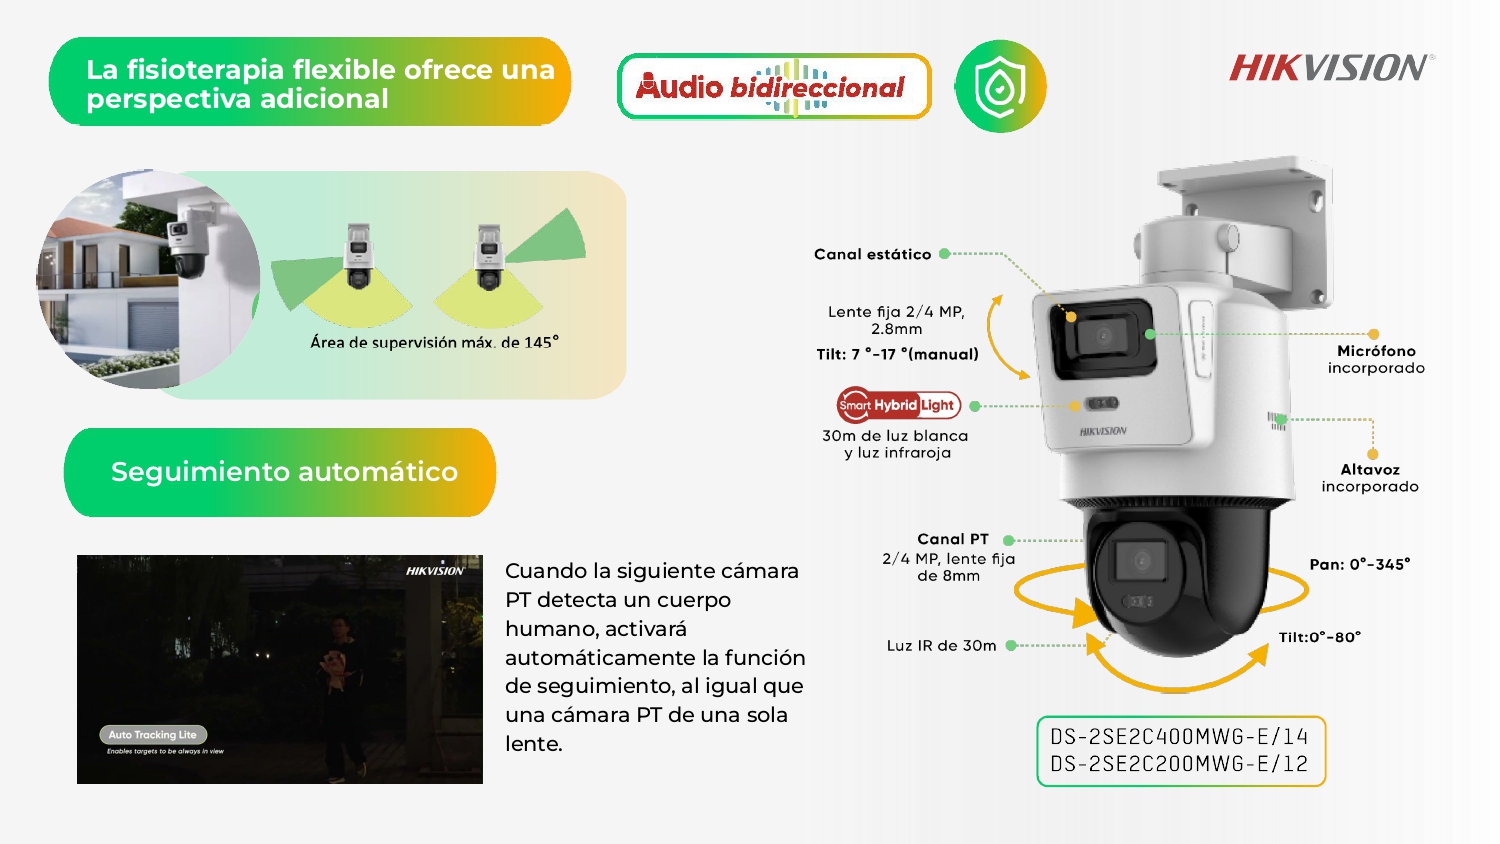 La fisioterapia flexible ofrece una
perspectiva adicional
Audio bidireccional
HIKVISION®
Área de supervisión máx. de 145°
Seguimiento automático
HIKVISION
Auto Tracking Lite
Enables targets to be always in view
Cuando la siguiente cámara
PT detecta un cuerpo
humano, activará
automáticamente la función
de seguimiento, al igual que
una cámara PT de una sola
lente.
Canal estático
Lente fija 2/4 MP,
2.8mm
Tilt: 7 °-17 °(manual)
Smart Hybrid Light
30m de luz blanca
y luz infraroja
HIKVISION
Micrófono
incorporado
Altavoz
incorporado
Canal PT
2/4 MP, lente fija
de 8mm
Pan: 0°-345°
Luz IR de 30m
Tilt:0°-80°
DS-2SE2C400MWG-E/14
DS-2SE2C200MWG-E/12